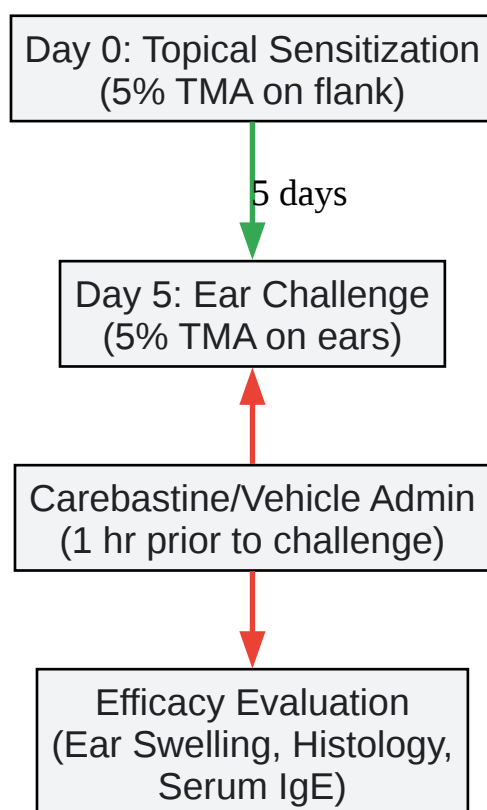 Day 0: Topical Sensitization
(5% TMA on flank)
5 days
Day 5: Ear Challenge
(5% TMA on ears)
Carebastine/Vehicle Admin
(1 hr prior to challenge)
Efficacy Evaluation
(Ear Swelling, Histology,
Serum IgE)